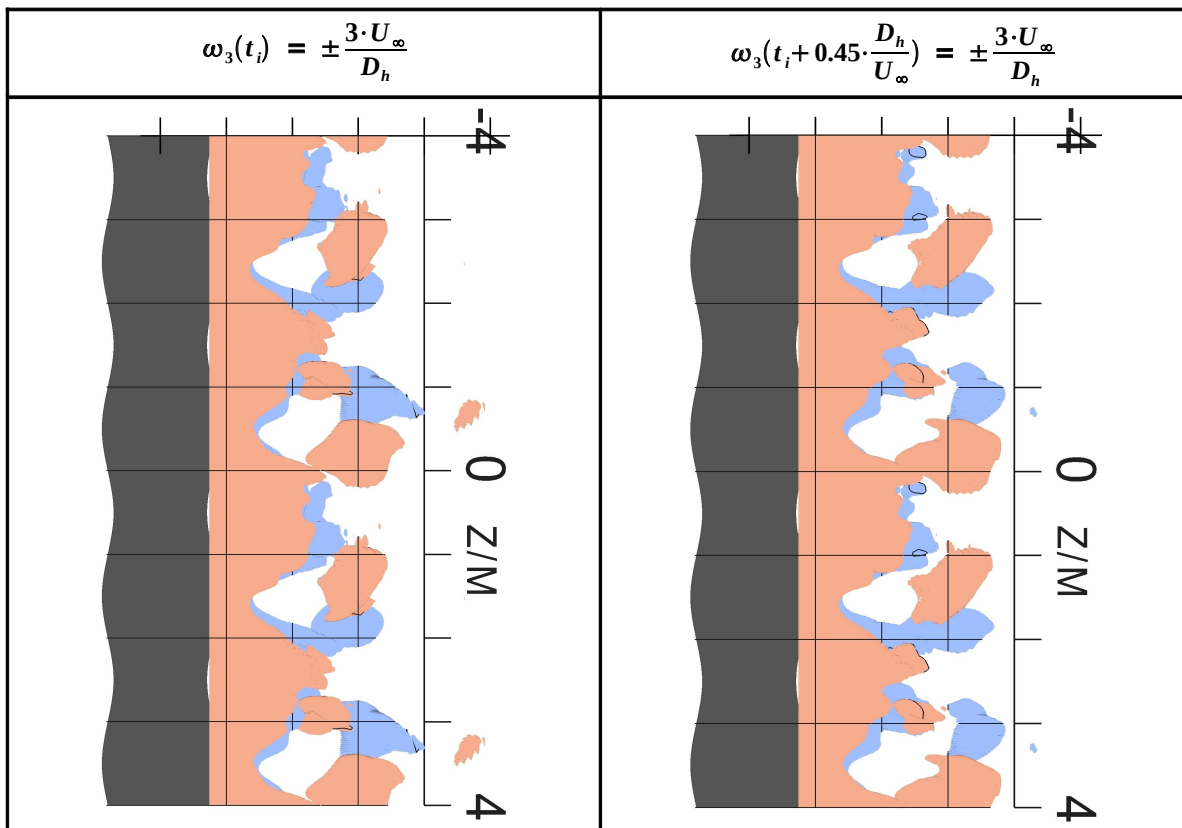 ω₃(tᵢ) = ± 3·U∞ / Dₕ
ω₃(tᵢ+0.45· Dₕ / U∞) = ± 3·U∞ / Dₕ
-4
0
Z/M
4
-4
0
Z/M
4